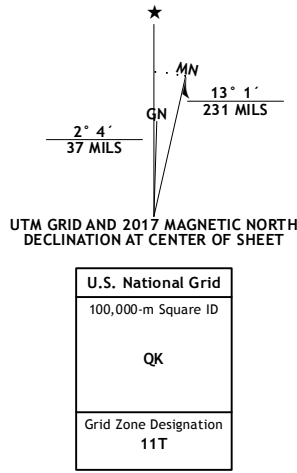 ★
MN
GN
13° 1´
231 MILS
2° 4´
37 MILS
UTM GRID AND 2017 MAGNETIC NORTH
DECLINATION AT CENTER OF SHEET
U.S. National Grid
100,000-m Square ID
QK
Grid Zone Designation
11T